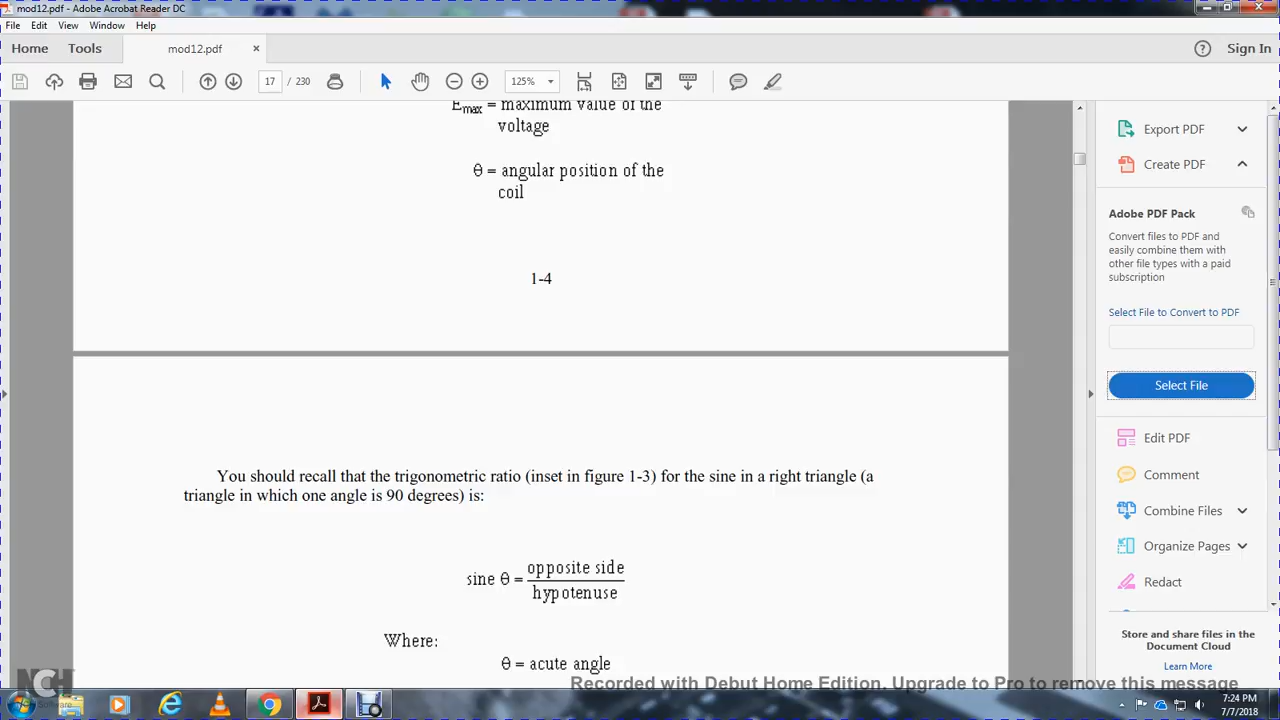 mod12.pdf - Adobe Acrobat Reader DC
File Edit View Window Help
Home Tools mod12.pdf × Sign In
17 / 230 125%
Emax = maximum value of the
voltage
θ = angular position of the
coil
1-4
You should recall that the trigonometric ratio (inset in figure 1-3) for the sine in a right triangle (a
triangle in which one angle is 90 degrees) is:
sine θ = opposite side
hypotenuse
Where:
θ = acute angle
Export PDF
Create PDF
Adobe PDF Pack
Convert files to PDF and
easily combine them with
other file types with a paid
subscription
Select File to Convert to PDF
Select File
Edit PDF
Comment
Combine Files
Organize Pages
Redact
Store and share files in the
Document Cloud
Learn More
NCH
Software
Recorded with Debut Home Edition. Upgrade to Pro to remove this message
7:24 PM
7/7/2018